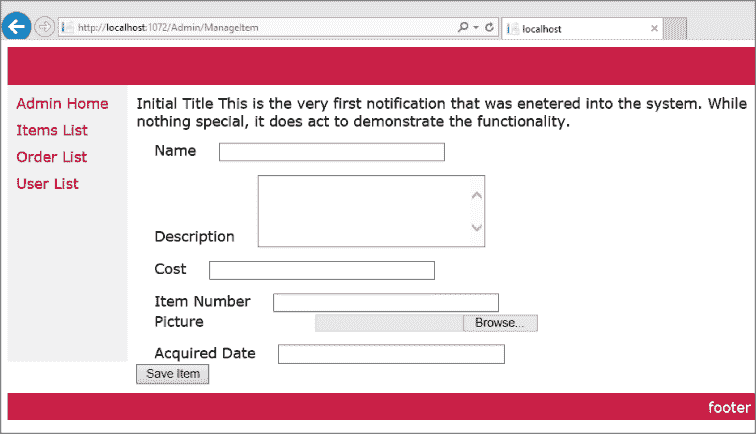 http://localhost:1072/Admin/ManageItem
localhost
Admin Home
Items List
Order List
User List
Initial Title This is the very first notification that was enetered into the system. While
nothing special, it does act to demonstrate the functionality.
Name
Description
Cost
Item Number
Picture
Browse...
Acquired Date
Save Item
footer